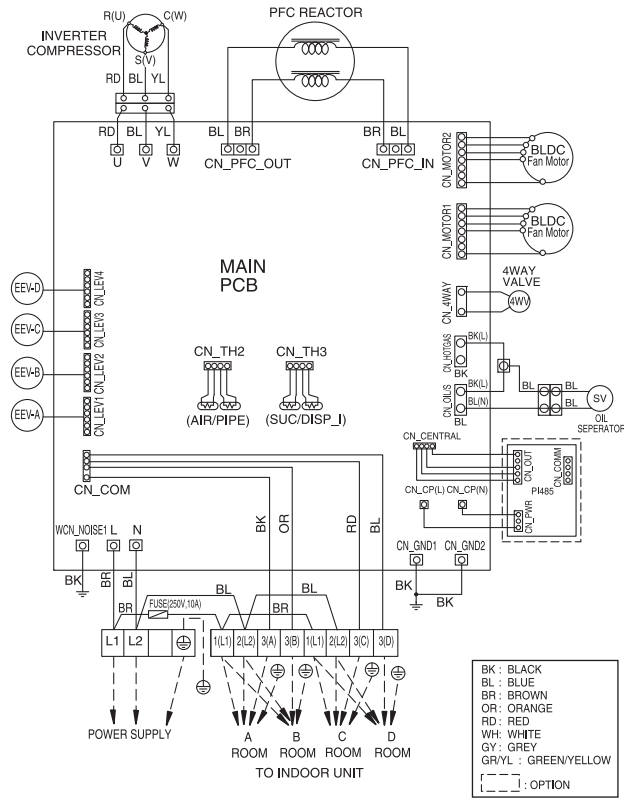 PFC REACTOR
R(U) C(W)
INVERTER
COMPRESSOR
S(V)
RD BL YL
BL BR
BR BL
RD BL YL
U V W
CN_PFC_OUT
CN_PFC_IN
CN_MOTOR2
BLDC
Fan Motor
CN_MOTOR1
BLDC
Fan Motor
MAIN
PCB
4WAY
VALVE
CN_4WAY
4WV
EEV-D
CN_LEV4
EEV-C
CN_LEV3
EEV-B
CN_LEV2
EEV-A
CN_LEV1
CN_TH2
CN_TH3
(AIR/PIPE)
(SUC/DISP_I)
CN_HOTGAS
BK(L)
BK
CN_OIL/S
BK(L)
BL(N)
BL
BL BL
BL BL
SV
OIL
SEPERATOR
CN_CENTRAL
CN_OUT
CN_COMM
PI485
CN_CP(L) CN_CP(N)
CN_PWR
CN_COM
BK OR RD BL
WCN_NOISE1 L N
CN_GND1 CN_GND2
BK BR BL
BK
BK
BL BL
BR FUSE(250V,10A) BR
L1 L2
1(L1) 2(L2) 3(A) 3(B) 1(L1) 2(L2) 3(C) 3(D)
POWER SUPPLY
A
ROOM
B
ROOM
C
ROOM
D
ROOM
TO INDOOR UNIT
BK : BLACK
BL : BLUE
BR : BROWN
OR: ORANGE
RD: RED
WH: WHITE
GY: GREY
GR/YL : GREEN/YELLOW
: OPTION